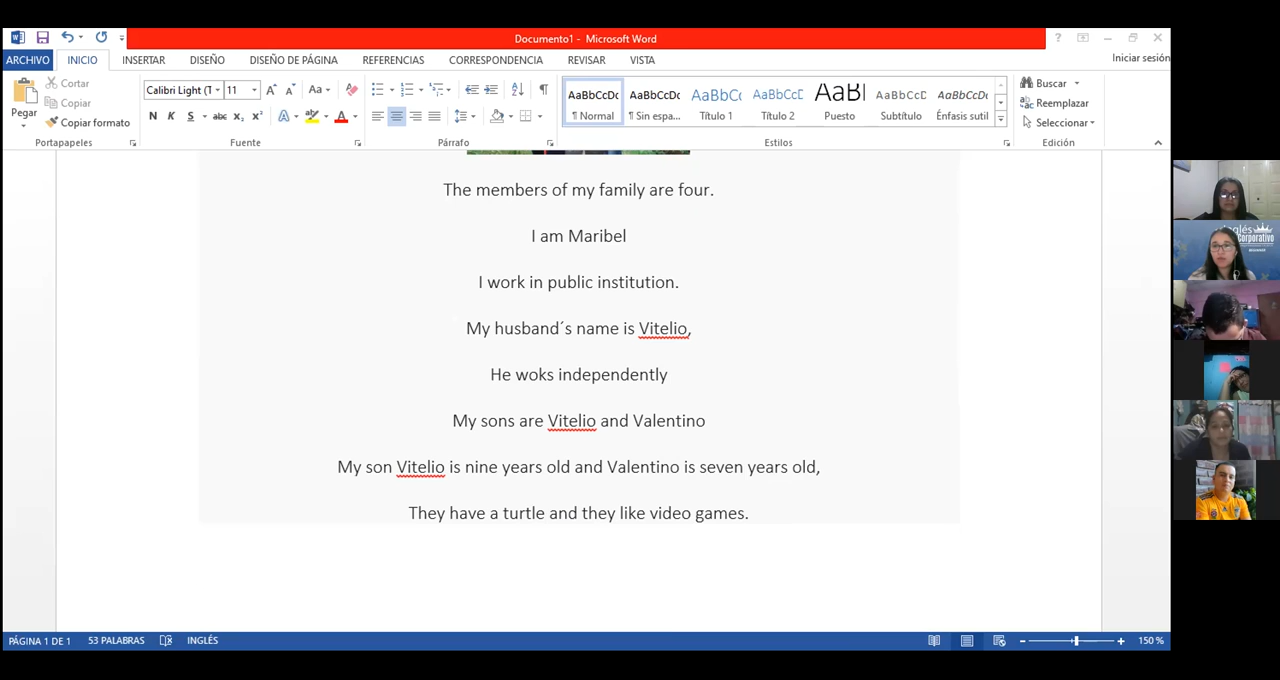 Documento1 - Microsoft Word
ARCHIVO INICIO INSERTAR DISEÑO DISEÑO DE PÁGINA REFERENCIAS CORRESPONDENCIA REVISAR VISTA Iniciar sesión
Pegar
Cortar
Copiar
Copiar formato
Portapapeles
Calibri Light (T 11
N K S abc x₂ x²
Fuente
Párrafo
AaBbCcDc AaBbCcDc AaBbCc AaBbCcD AaBl AaBbCcD AaBbCcD
¶ Normal ¶ Sin espa... Título 1 Título 2 Puesto Subtítulo Énfasis sutil
Estilos
Buscar
Reemplazar
Seleccionar
Edición
The members of my family are four.
I am Maribel
I work in public institution.
My husband´s name is Vitelio,
He woks independently
My sons are Vitelio and Valentino
My son Vitelio is nine years old and Valentino is seven years old,
They have a turtle and they like video games.
PÁGINA 1 DE 1 53 PALABRAS INGLÉS 150 %